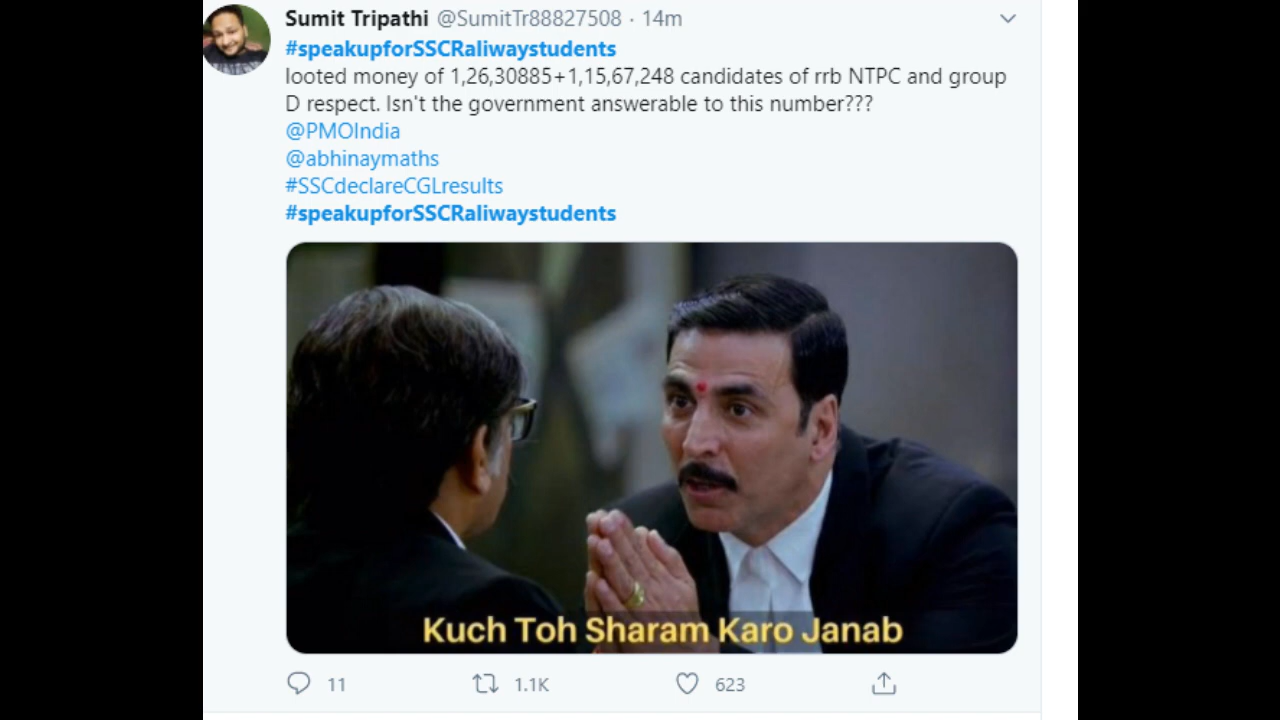 Sumit Tripathi @SumitTr88827508 · 14m
#speakupforSSCRaliwaystudents
looted money of 1,26,30885+1,15,67,248 candidates of rrb NTPC and group
D respect. Isn't the government answerable to this number???
@PMOIndia
@abhinaymaths
#SSCdeclareCGLresults
#speakupforSSCRaliwaystudents
Kuch Toh Sharam Karo Janab
11 1.1K 623